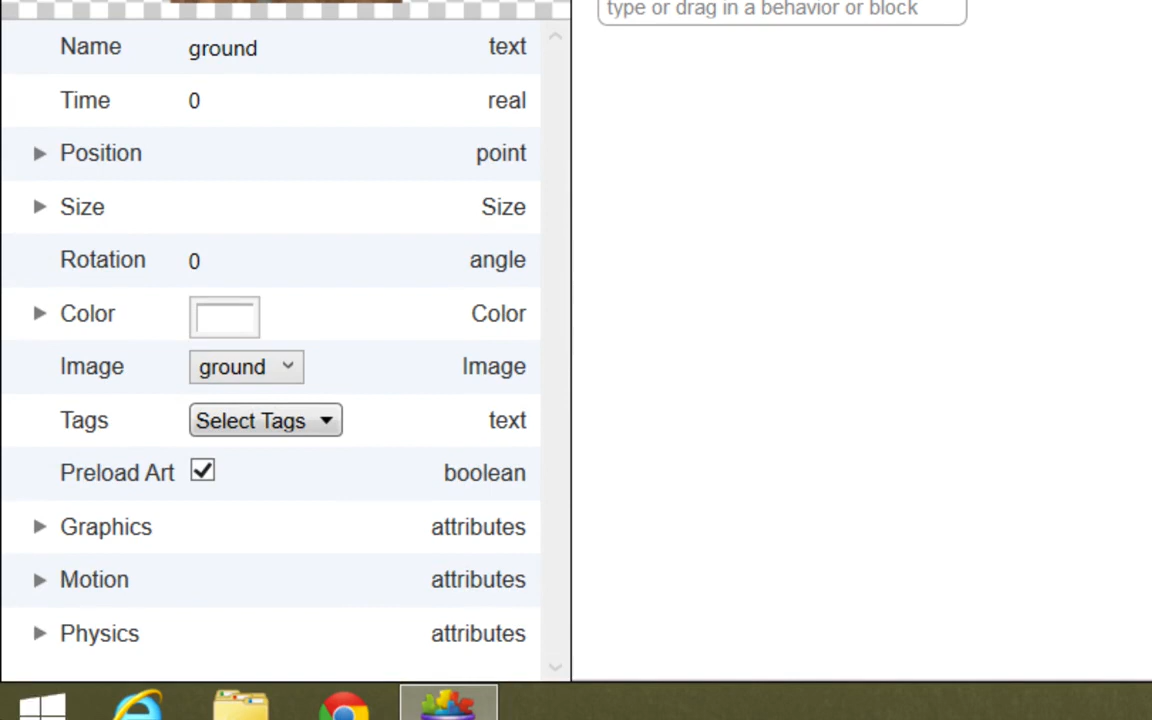 type or drag in a behavior or block
Name ground text
Time 0 real
Position point
Size Size
Rotation 0 angle
Color Color
Image ground Image
Tags Select Tags text
Preload Art boolean
Graphics attributes
Motion attributes
Physics attributes